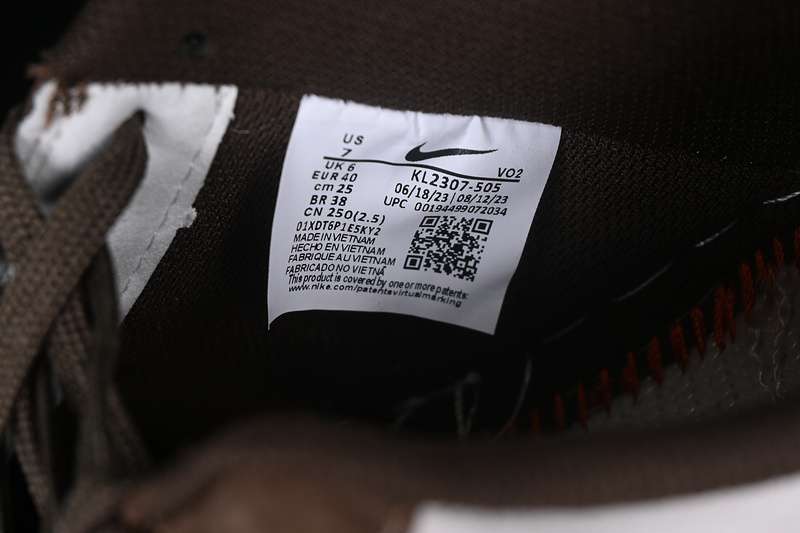 US
7
UK 6
EUR 40
cm 25
BR 38
CN 250(2.5)
01XDT6P1E5KY2
MADE IN VIETNAM
HECHO EN VIETNAM
FABRIQUE AU VIETNAM
FABRICADO NO VIETNÃ
This product is covered by one or more patents:
www.nike.com/patentsvirtualmarking
VO2
KL2307-505
06/18/23 | 08/12/23
UPC 00194499072034